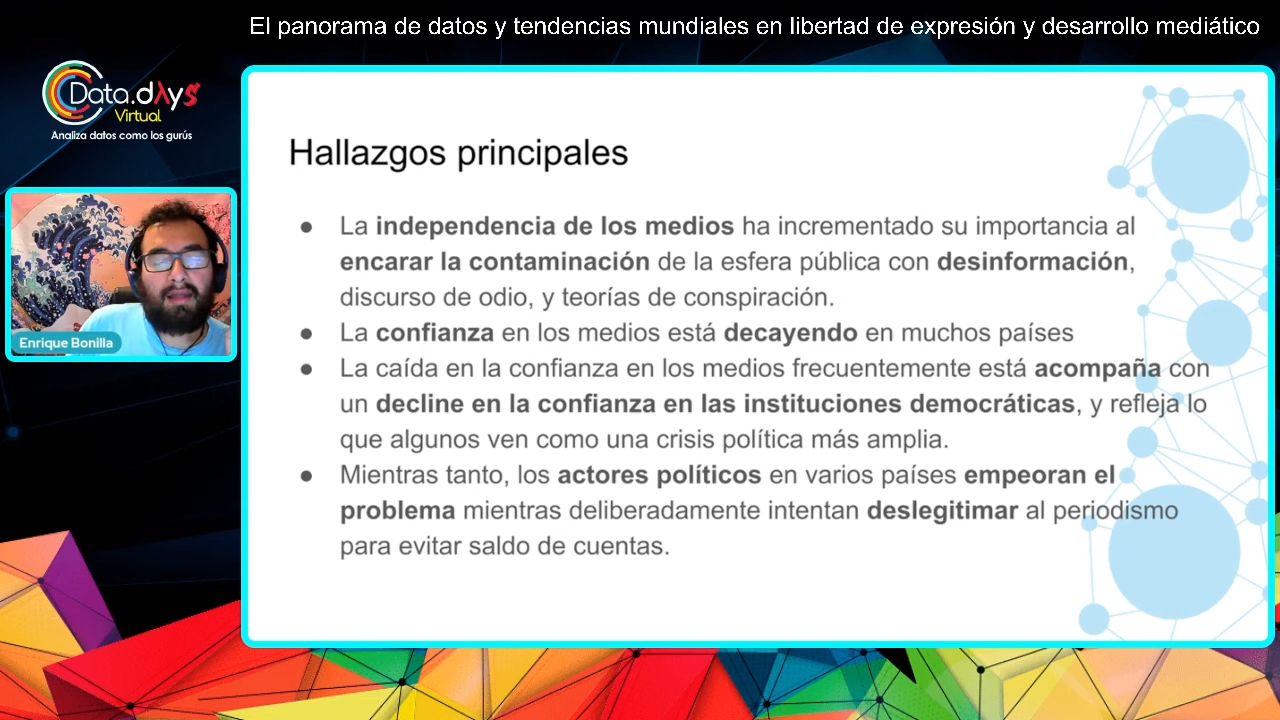 El panorama de datos y tendencias mundiales en libertad de expresión y desarrollo mediático
Data.dAys
Virtual
Analiza datos como los gurús
Enrique Bonilla
Hallazgos principales
● La independencia de los medios ha incrementado su importancia al
encarar la contaminación de la esfera pública con desinformación,
discurso de odio, y teorías de conspiración.
● La confianza en los medios está decayendo en muchos países
● La caída en la confianza en los medios frecuentemente está acompaña con
un decline en la confianza en las instituciones democráticas, y refleja lo
que algunos ven como una crisis política más amplia.
● Mientras tanto, los actores políticos en varios países empeoran el
problema mientras deliberadamente intentan deslegitimar al periodismo
para evitar saldo de cuentas.